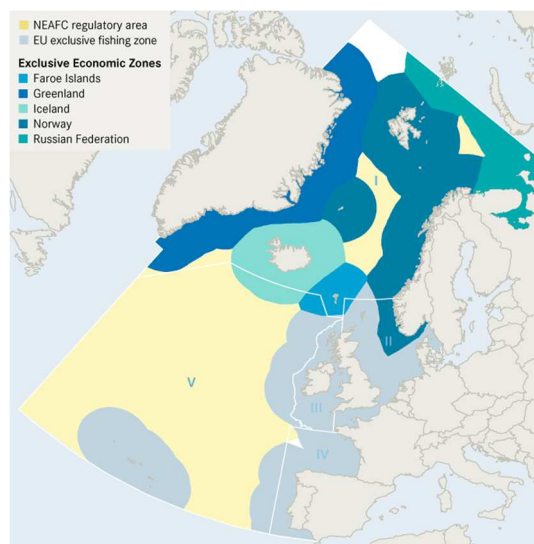 NEAFC regulatory area
EU exclusive fishing zone
Exclusive Economic Zones
Faroe Islands
Greenland
Iceland
Norway
Russian Federation
I
II
V
III
IV